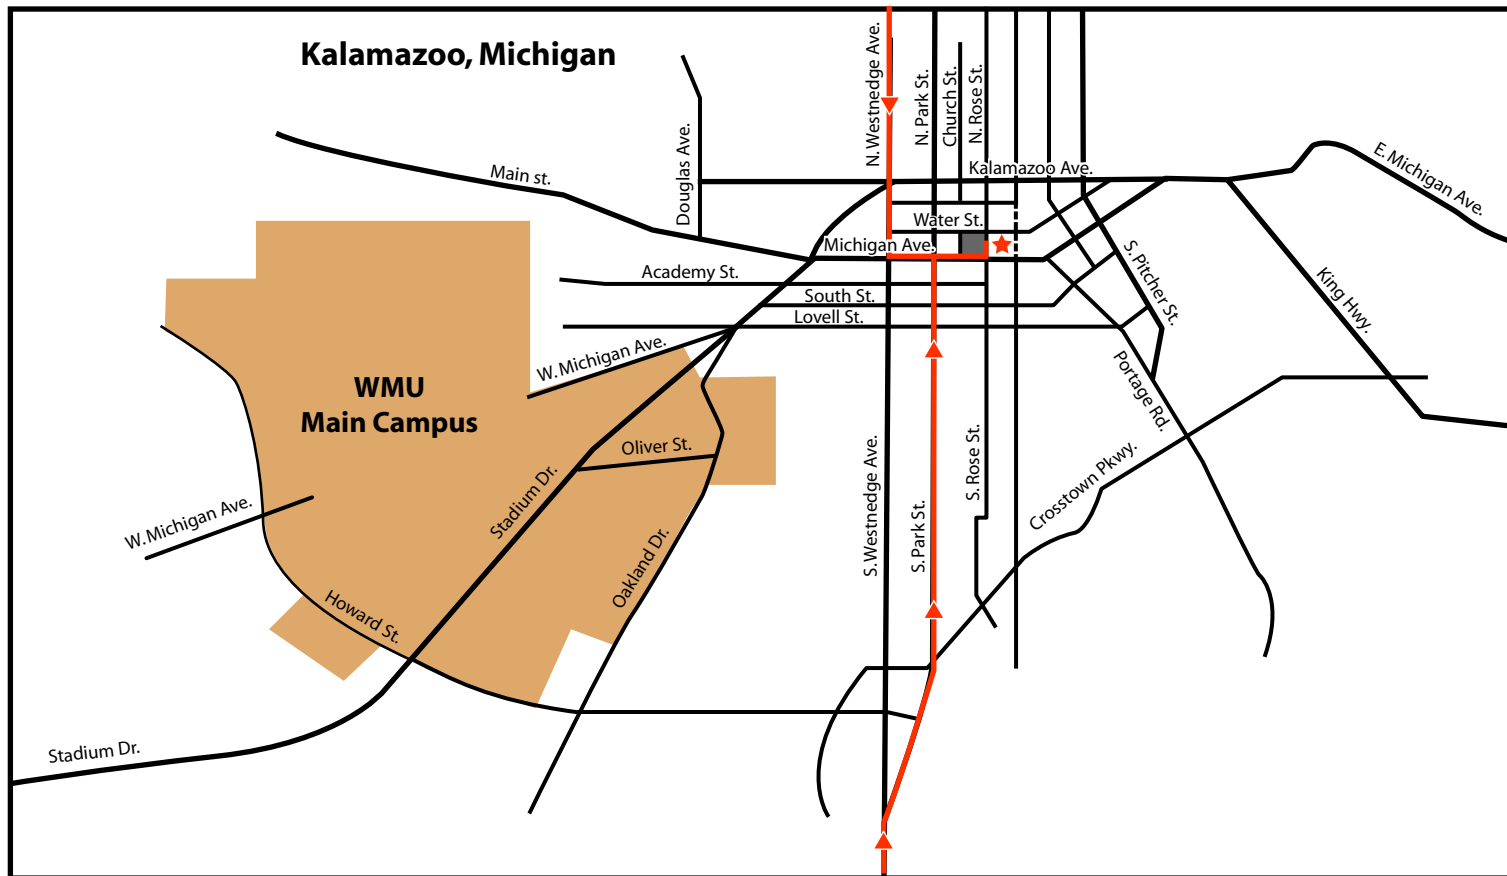 Kalamazoo, Michigan
N. Westnedge Ave.
N. Park St.
Church St.
N. Rose St.
Main st.
Douglas Ave.
Kalamazoo Ave.
E. Michigan Ave.
Water St.
Michigan Ave.
Academy St.
South St.
Lovell St.
S. Pitcher St.
King Hwy.
W. Michigan Ave.
Portage Rd.
WMU
Main Campus
Oliver St.
Stadium Dr.
S. Westnedge Ave.
S. Park St.
S. Rose St.
Crosstown Pkwy.
W. Michigan Ave.
Oakland Dr.
Howard St.
Stadium Dr.